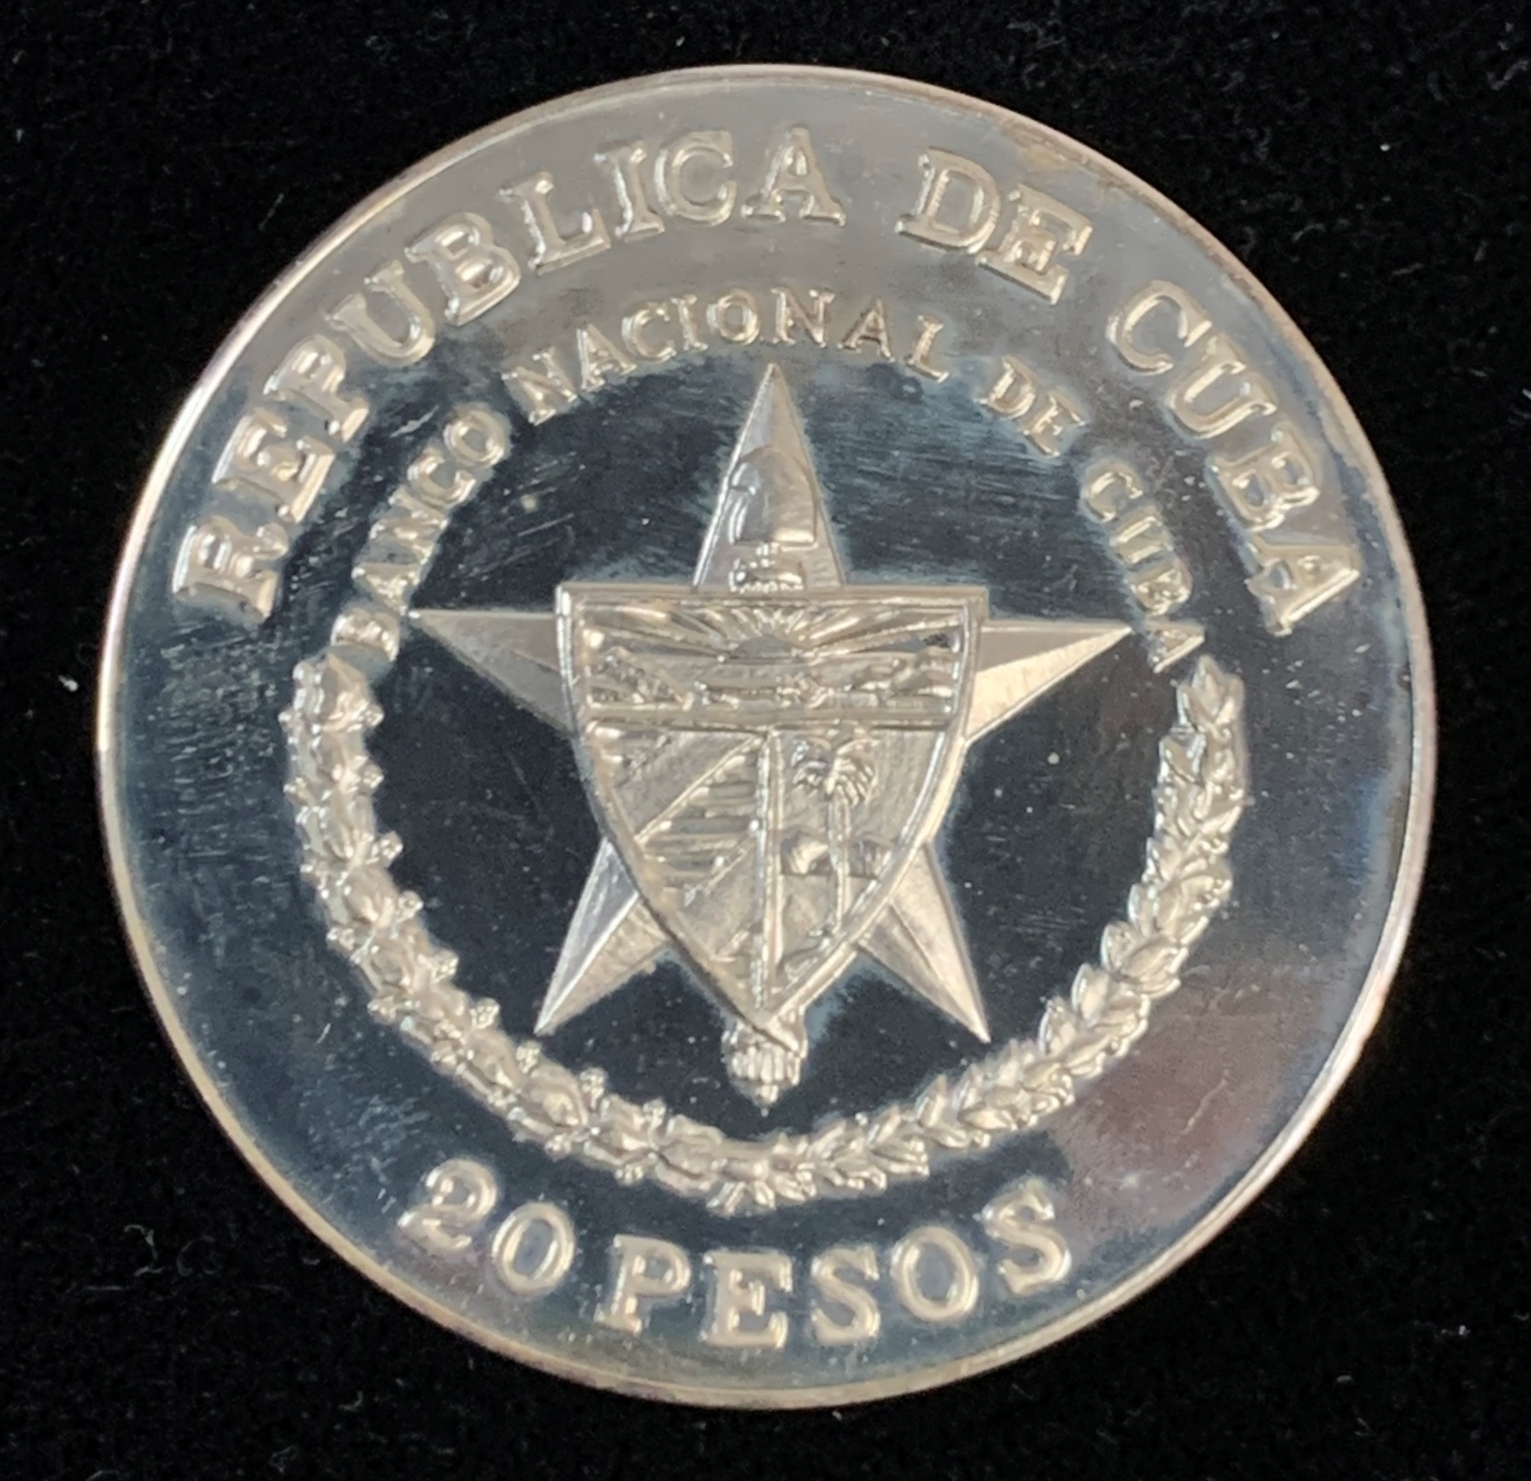 REPUBLICA DE CUBA
BANCO NACIONAL DE CUBA
20 PESOS